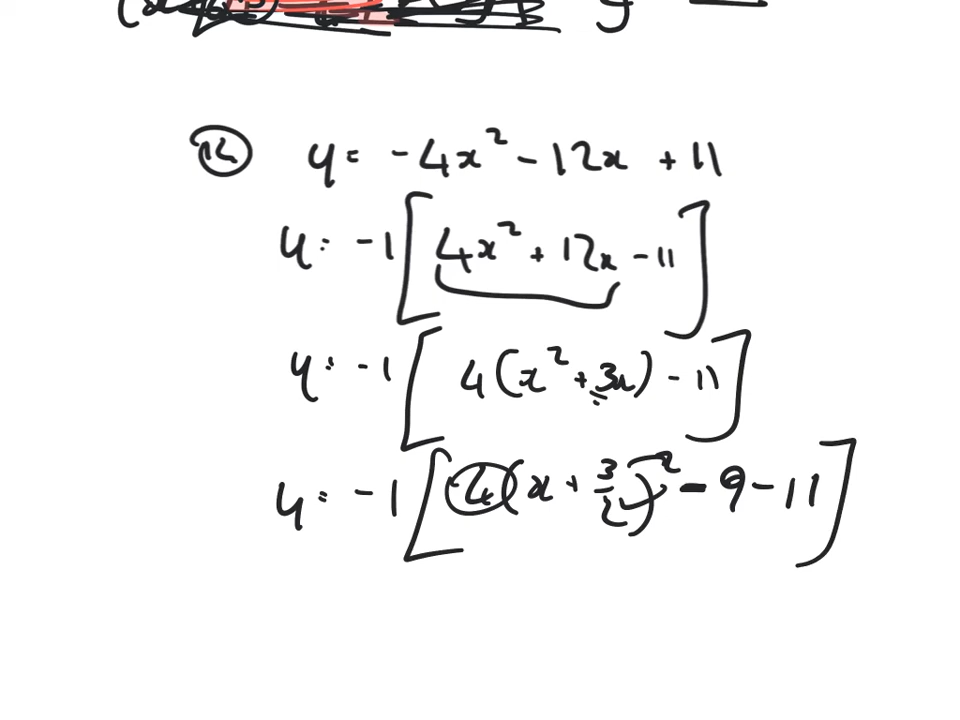 12 y = -4x² - 12x + 11
y = -1[4x² + 12x - 11]
y = -1[4(x² + 3x) - 11]
y = -1[4(x + 3/2)² - 9 - 11]